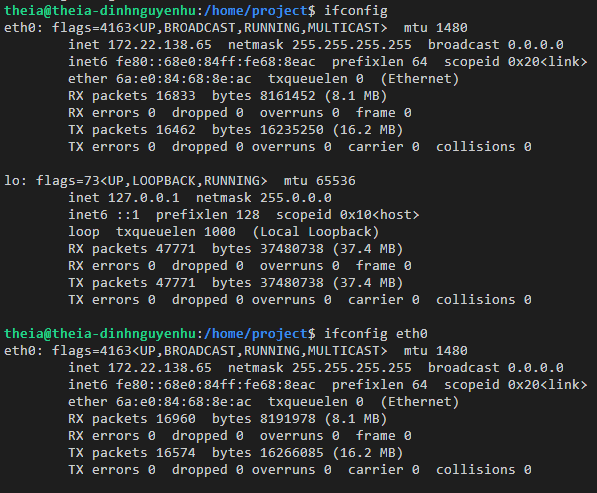 theia@theia-dinhnguyenhu:/home/project$ ifconfig
eth0: flags=4163<UP,BROADCAST,RUNNING,MULTICAST>  mtu 1480
        inet 172.22.138.65  netmask 255.255.255.255  broadcast 0.0.0.0
        inet6 fe80::68e0:84ff:fe68:8eac  prefixlen 64  scopeid 0x20<link>
        ether 6a:e0:84:68:8e:ac  txqueuelen 0  (Ethernet)
        RX packets 16833  bytes 8161452 (8.1 MB)
        RX errors 0  dropped 0  overruns 0  frame 0
        TX packets 16462  bytes 16235250 (16.2 MB)
        TX errors 0  dropped 0 overruns 0  carrier 0  collisions 0

lo: flags=73<UP,LOOPBACK,RUNNING>  mtu 65536
        inet 127.0.0.1  netmask 255.0.0.0
        inet6 ::1  prefixlen 128  scopeid 0x10<host>
        loop  txqueuelen 1000  (Local Loopback)
        RX packets 47771  bytes 37480738 (37.4 MB)
        RX errors 0  dropped 0  overruns 0  frame 0
        TX packets 47771  bytes 37480738 (37.4 MB)
        TX errors 0  dropped 0 overruns 0  carrier 0  collisions 0

theia@theia-dinhnguyenhu:/home/project$ ifconfig eth0
eth0: flags=4163<UP,BROADCAST,RUNNING,MULTICAST>  mtu 1480
        inet 172.22.138.65  netmask 255.255.255.255  broadcast 0.0.0.0
        inet6 fe80::68e0:84ff:fe68:8eac  prefixlen 64  scopeid 0x20<link>
        ether 6a:e0:84:68:8e:ac  txqueuelen 0  (Ethernet)
        RX packets 16960  bytes 8191978 (8.1 MB)
        RX errors 0  dropped 0  overruns 0  frame 0
        TX packets 16574  bytes 16266085 (16.2 MB)
        TX errors 0  dropped 0 overruns 0  carrier 0  collisions 0